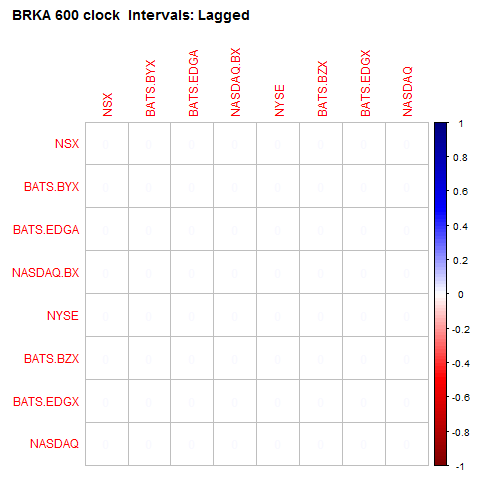 BRKA 600 clock  Intervals: Lagged
NSX BATS.BYX BATS.EDGA NASDAQ.BX NYSE BATS.BZX BATS.EDGX NASDAQ
NSX 0 0 0 0 0 0 0 0
BATS.BYX 0 0 0 0 0 0 0 0
BATS.EDGA 0 0 0 0 0 0 0 0
NASDAQ.BX 0 0 0 0 0 0 0 0
NYSE 0 0 0 0 0 0 0 0
BATS.BZX 0 0 0 0 0 0 0 0
BATS.EDGX 0 0 0 0 0 0 0 0
NASDAQ 0 0 0 0 0 0 0 0
1
0.8
0.6
0.4
0.2
0
-0.2
-0.4
-0.6
-0.8
-1